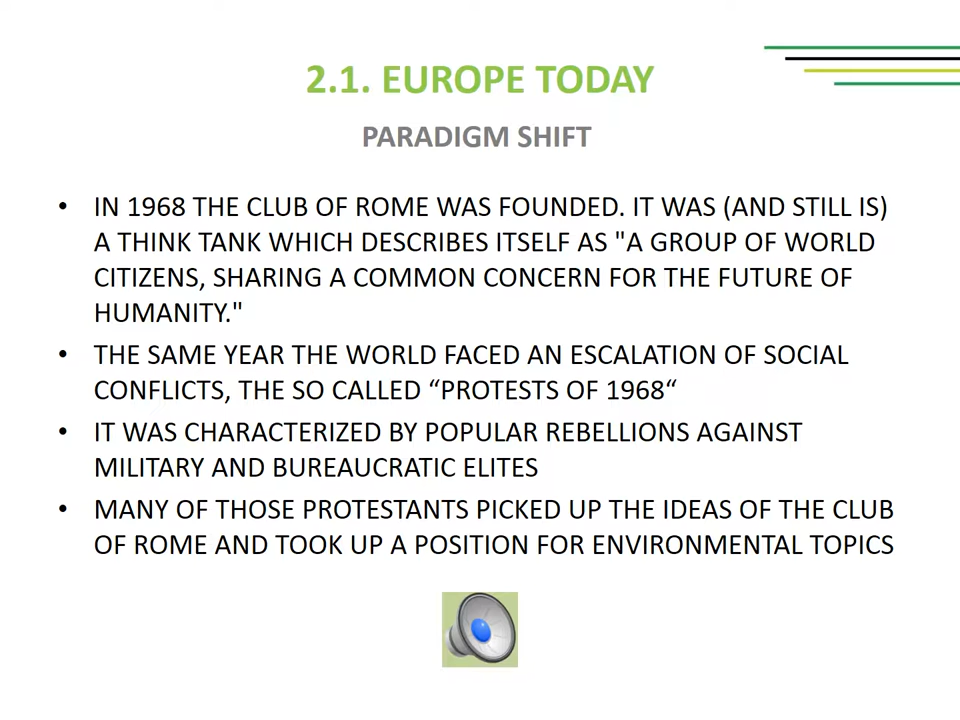 2.1. EUROPE TODAY
PARADIGM SHIFT
• IN 1968 THE CLUB OF ROME WAS FOUNDED. IT WAS (AND STILL IS)
A THINK TANK WHICH DESCRIBES ITSELF AS "A GROUP OF WORLD
CITIZENS, SHARING A COMMON CONCERN FOR THE FUTURE OF
HUMANITY."
• THE SAME YEAR THE WORLD FACED AN ESCALATION OF SOCIAL
CONFLICTS, THE SO CALLED “PROTESTS OF 1968“
• IT WAS CHARACTERIZED BY POPULAR REBELLIONS AGAINST
MILITARY AND BUREAUCRATIC ELITES
• MANY OF THOSE PROTESTANTS PICKED UP THE IDEAS OF THE CLUB
OF ROME AND TOOK UP A POSITION FOR ENVIRONMENTAL TOPICS